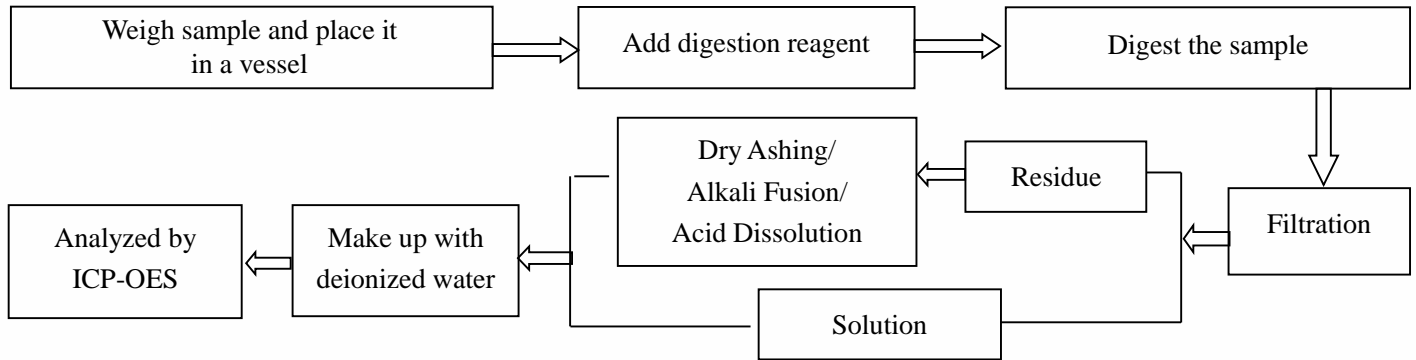 Weigh sample and place it
in a vessel
Add digestion reagent
Digest the sample
Filtration
Residue
Dry Ashing/
Alkali Fusion/
Acid Dissolution
Solution
Make up with
deionized water
Analyzed by
ICP-OES